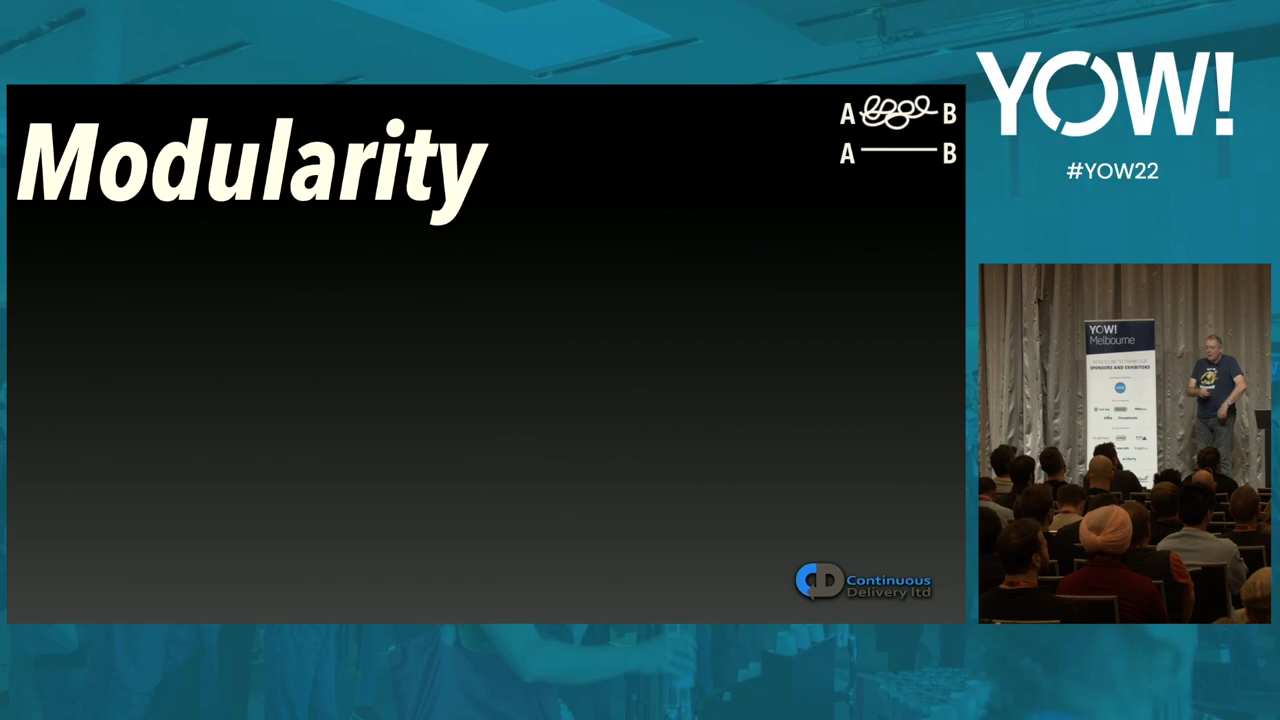 Modularity
A B
A B
Continuous
Delivery ltd
YOW!
#YOW22
YOW!
Melbourne
SPONSORS AND EXHIBITORS